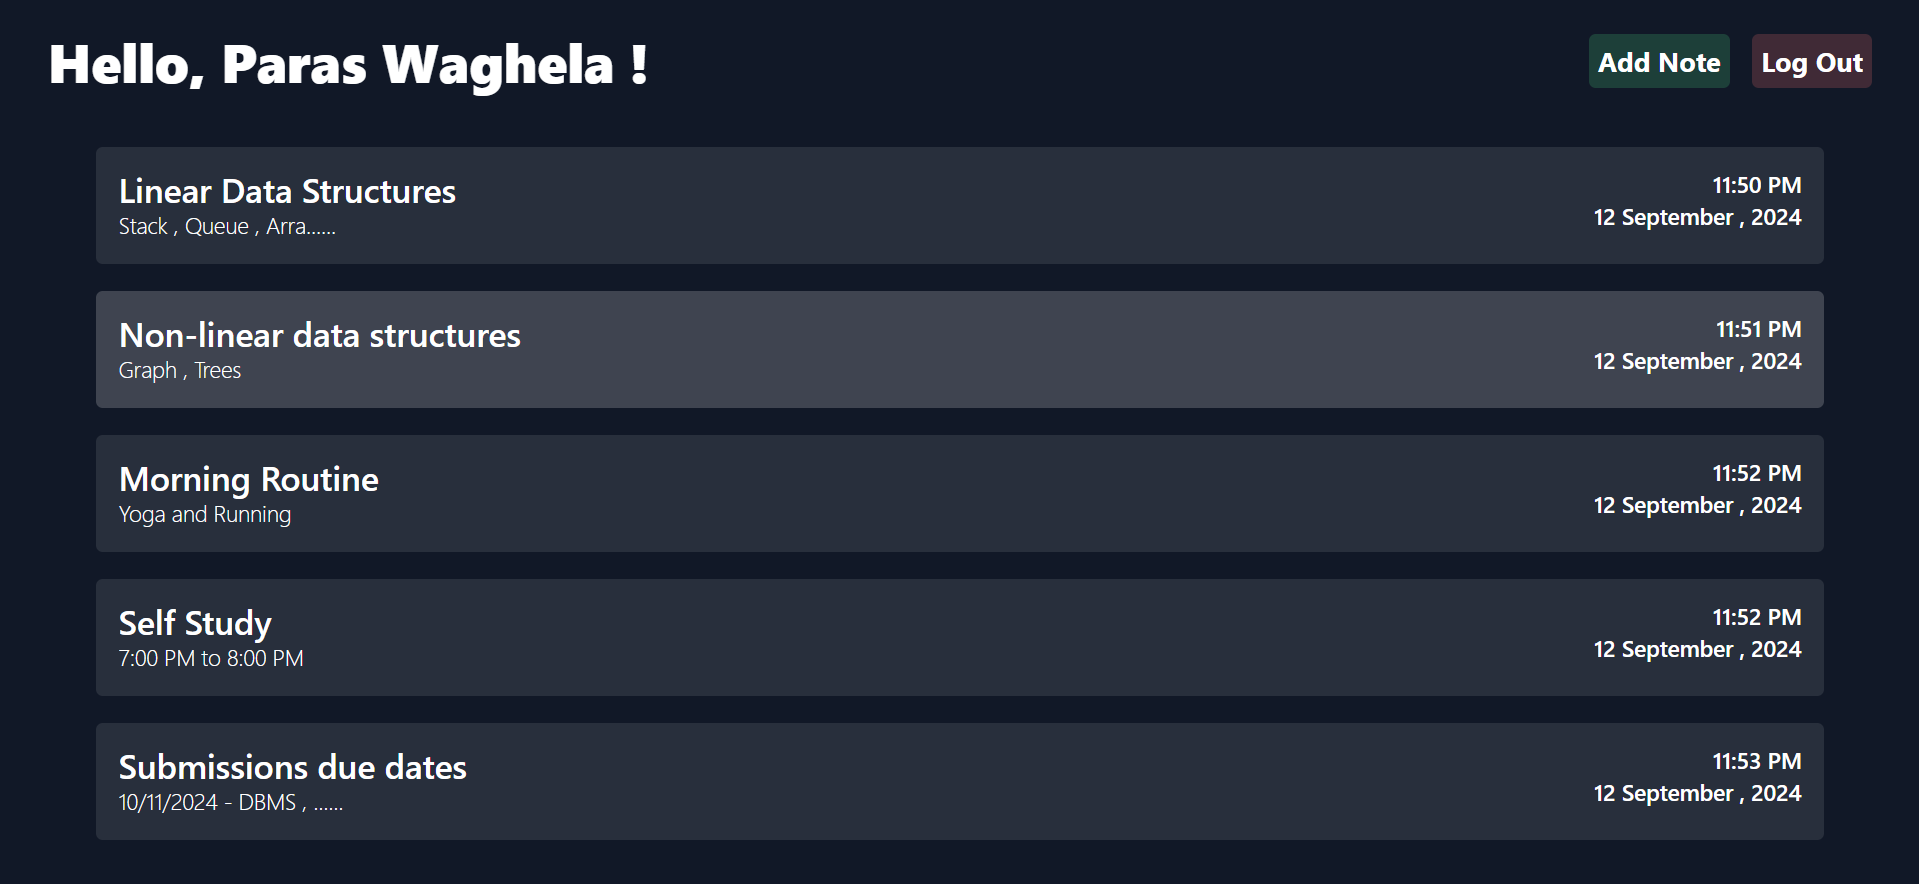 Hello, Paras Waghela !
Add Note
Log Out
Linear Data Structures
Stack , Queue , Arra......
11:50 PM
12 September , 2024
Non-linear data structures
Graph , Trees
11:51 PM
12 September , 2024
Morning Routine
Yoga and Running
11:52 PM
12 September , 2024
Self Study
7:00 PM to 8:00 PM
11:52 PM
12 September , 2024
Submissions due dates
10/11/2024 - DBMS , ......
11:53 PM
12 September , 2024